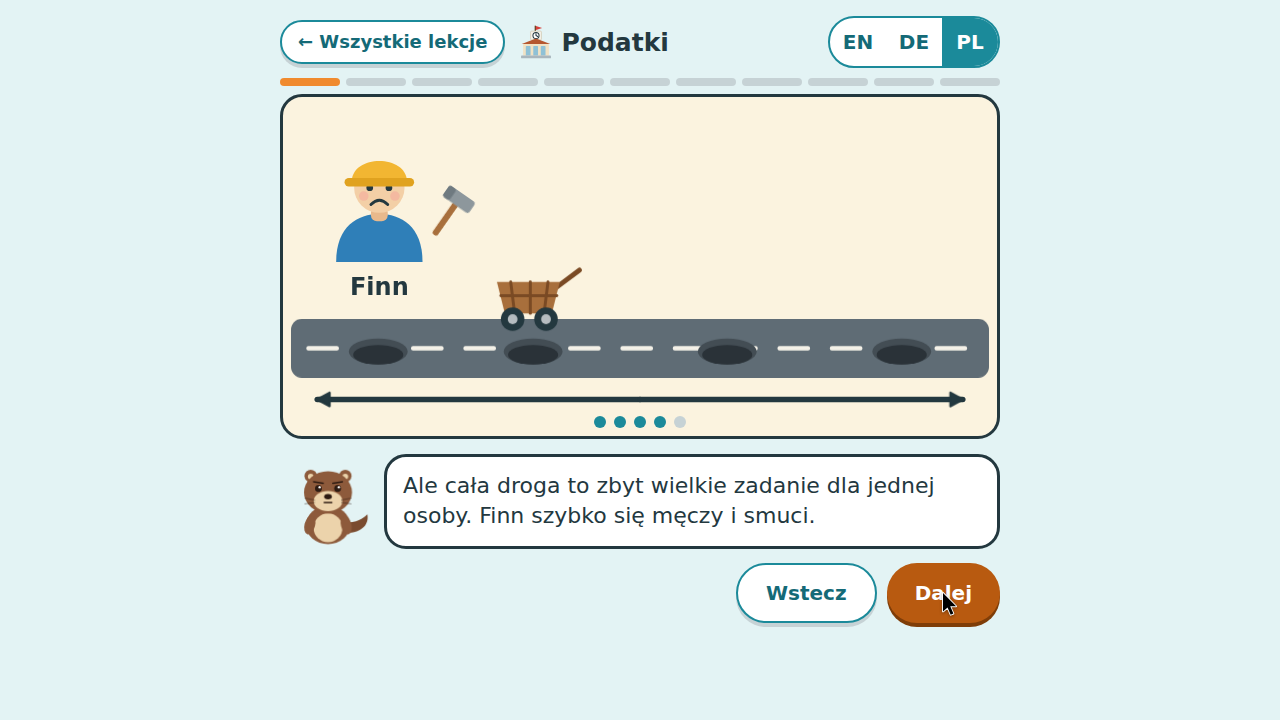 ← Wszystkie lekcje
Podatki
EN DE PL
Finn
Ale cała droga to zbyt wielkie zadanie dla jednej
osoby. Finn szybko się męczy i smuci.
Wstecz
Dalej